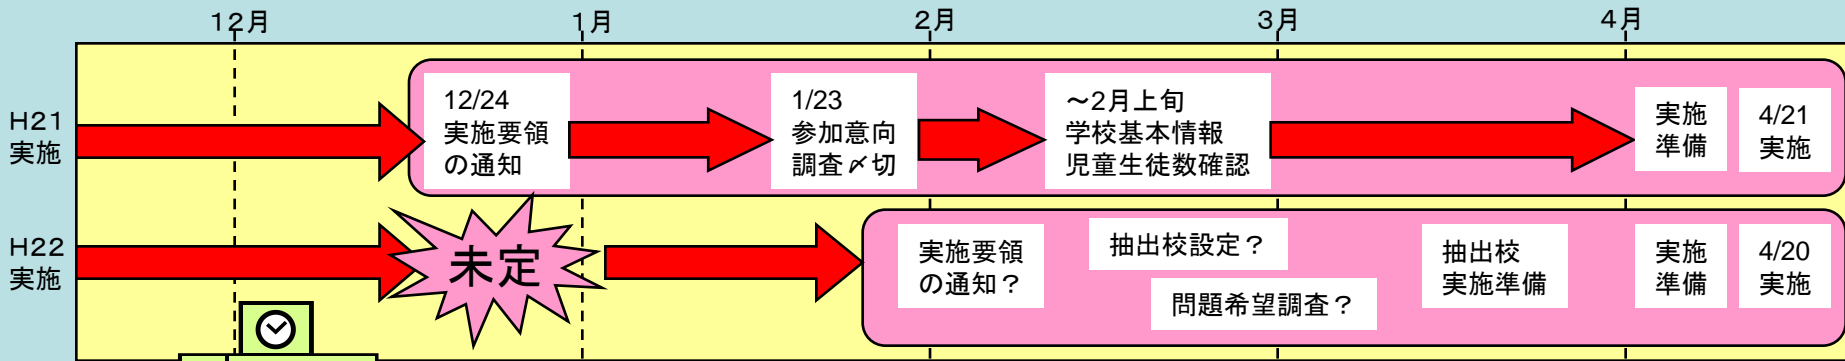 12月
1月
2月
3月
4月
H21
実施
12/24
実施要領
の通知
1/23
参加意向
調査〆切
～2月上旬
学校基本情報
児童生徒数確認
実施
準備
4/21
実施
H22
実施
未定
実施要領
の通知？
抽出校設定？
問題希望調査？
抽出校
実施準備
実施
準備
4/20
実施